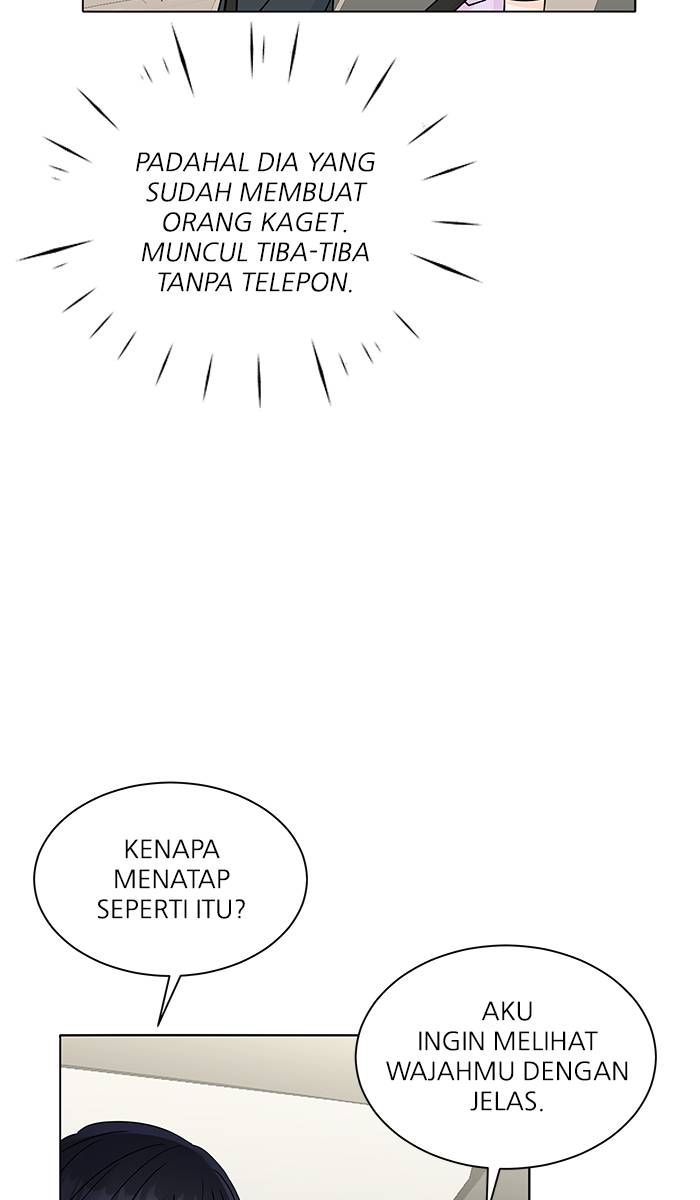 PADAHAL DIA YANG
SUDAH MEMBUAT
ORANG KAGET.
MUNCUL TIBA-TIBA
TANPA TELEPON.
KENAPA
MENATAP
SEPERTI ITU?
AKU
INGIN MELIHAT
WAJAHMU DENGAN
JELAS.